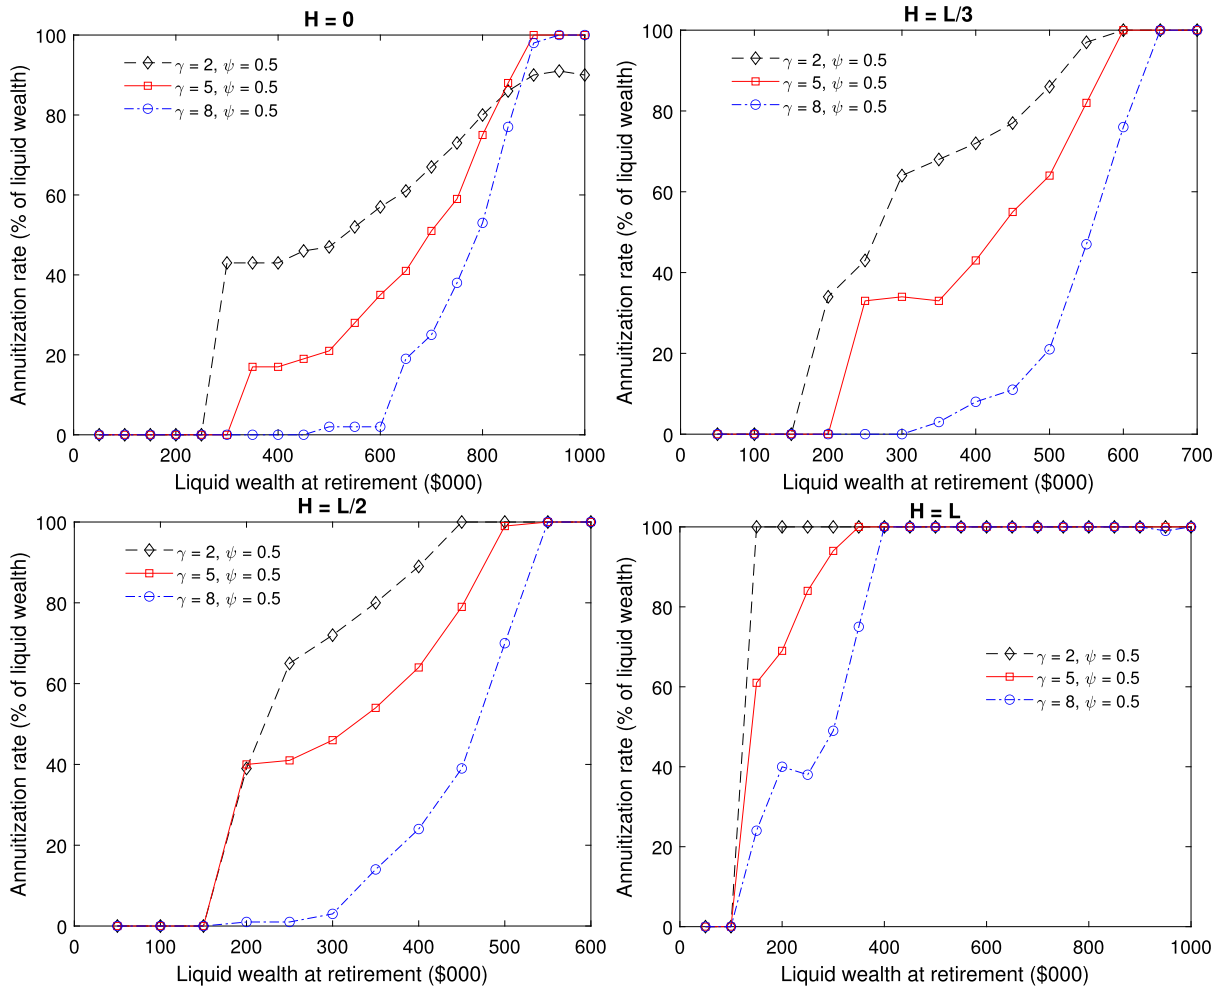 H = 0
100
80
60
40
20
0
Annuitization rate (% of liquid wealth)
γ = 2, ψ = 0.5
γ = 5, ψ = 0.5
γ = 8, ψ = 0.5
0 200 400 600 800 1000
Liquid wealth at retirement ($000)
H = L/3
100
80
60
40
20
0
Annuitization rate (% of liquid wealth)
γ = 2, ψ = 0.5
γ = 5, ψ = 0.5
γ = 8, ψ = 0.5
0 100 200 300 400 500 600 700
Liquid wealth at retirement ($000)
H = L/2
100
80
60
40
20
0
Annuitization rate (% of liquid wealth)
γ = 2, ψ = 0.5
γ = 5, ψ = 0.5
γ = 8, ψ = 0.5
0 100 200 300 400 500 600
Liquid wealth at retirement ($000)
H = L
100
80
60
40
20
0
Annuitization rate (% of liquid wealth)
γ = 2, ψ = 0.5
γ = 5, ψ = 0.5
γ = 8, ψ = 0.5
0 200 400 600 800 1000
Liquid wealth at retirement ($000)